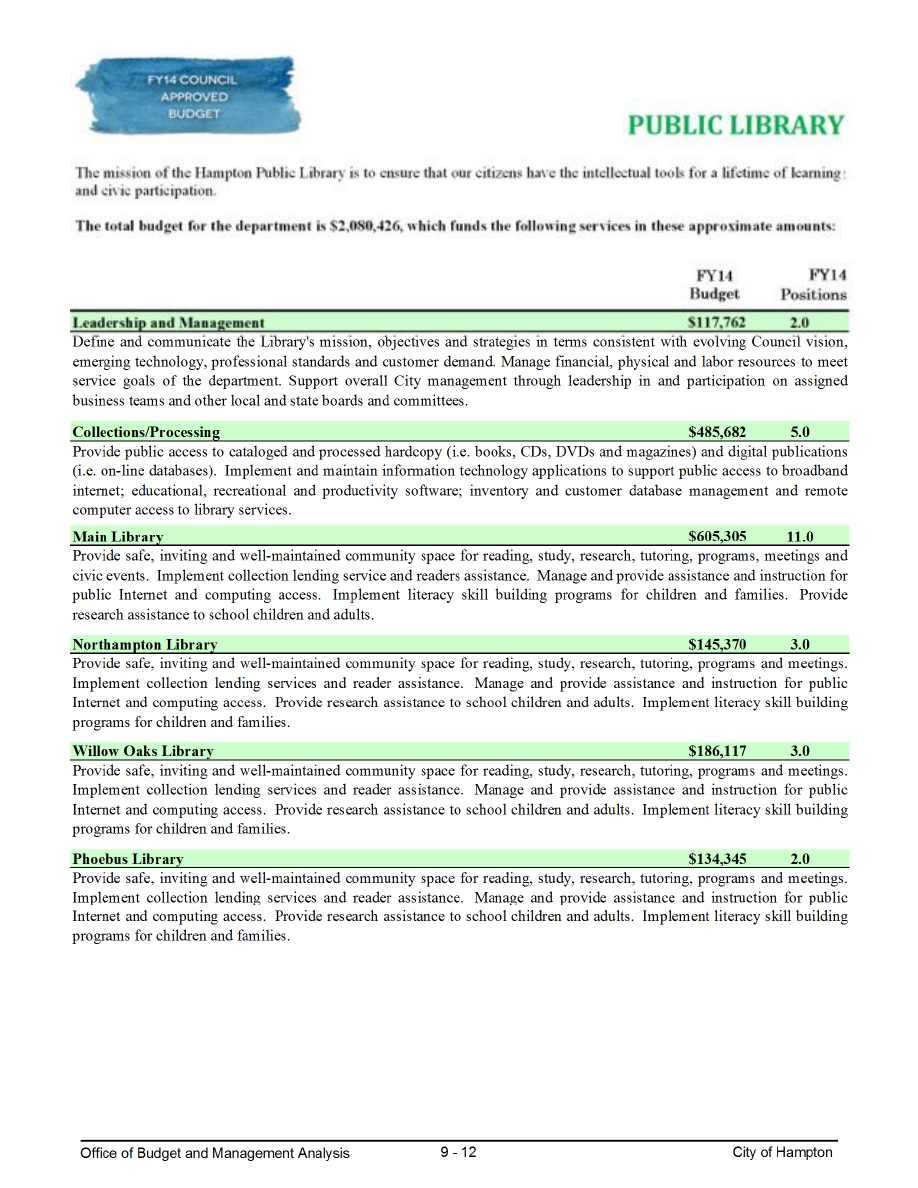 FY14 COUNCIL
APPROVED
BUDGET
PUBLIC LIBRARY
The mission of the Hampton Public Library is to ensure that our citizens have the intellectual tools for a lifetime of learning
and civic participation.
The total budget for the department is $2,080,426, which funds the following services in these approximate amounts:
FY14 FY14
Budget Positions
Leadership and Management $117,762 2.0
Define and communicate the Library's mission, objectives and strategies in terms consistent with evolving Council vision,
emerging technology, professional standards and customer demand. Manage financial, physical and labor resources to meet
service goals of the department. Support overall City management through leadership in and participation on assigned
business teams and other local and state boards and committees.
Collections/Processing $485,682 5.0
Provide public access to cataloged and processed hardcopy (i.e. books, CDs, DVDs and magazines) and digital publications
(i.e. on-line databases). Implement and maintain information technology applications to support public access to broadband
internet; educational, recreational and productivity software; inventory and customer database management and remote
computer access to library services.
Main Library $605,305 11.0
Provide safe, inviting and well-maintained community space for reading, study, research, tutoring, programs, meetings and
civic events. Implement collection lending service and readers assistance. Manage and provide assistance and instruction for
public Internet and computing access. Implement literacy skill building programs for children and families. Provide
research assistance to school children and adults.
Northampton Library $145,370 3.0
Provide safe, inviting and well-maintained community space for reading, study, research, tutoring, programs and meetings.
Implement collection lending services and reader assistance. Manage and provide assistance and instruction for public
Internet and computing access. Provide research assistance to school children and adults. Implement literacy skill building
programs for children and families.
Willow Oaks Library $186,117 3.0
Provide safe, inviting and well-maintained community space for reading, study, research, tutoring, programs and meetings.
Implement collection lending services and reader assistance. Manage and provide assistance and instruction for public
Internet and computing access. Provide research assistance to school children and adults. Implement literacy skill building
programs for children and families.
Phoebus Library $134,345 2.0
Provide safe, inviting and well-maintained community space for reading, study, research, tutoring, programs and meetings.
Implement collection lending services and reader assistance. Manage and provide assistance and instruction for public
Internet and computing access. Provide research assistance to school children and adults. Implement literacy skill building
programs for children and families.
Office of Budget and Management Analysis 9 - 12 City of Hampton